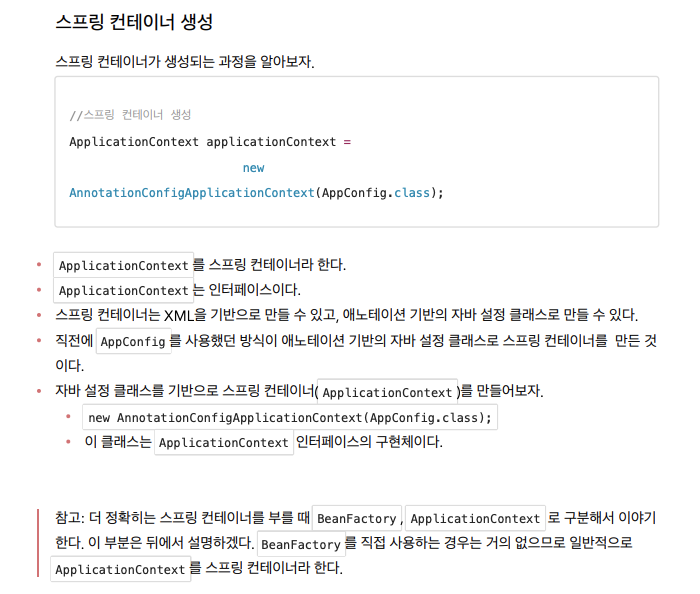 스프링 컨테이너 생성
스프링 컨테이너가 생성되는 과정을 알아보자.
//스프링 컨테이너 생성
ApplicationContext applicationContext =
new
AnnotationConfigApplicationContext(AppConfig.class);
ApplicationContext 를 스프링 컨테이너라 한다.
ApplicationContext 는 인터페이스이다.
스프링 컨테이너는 XML을 기반으로 만들 수 있고, 애노테이션 기반의 자바 설정 클래스로 만들 수 있다.
직전에 AppConfig 를 사용했던 방식이 애노테이션 기반의 자바 설정 클래스로 스프링 컨테이너를 만든 것
이다.
자바 설정 클래스를 기반으로 스프링 컨테이너( ApplicationContext )를 만들어보자.
new AnnotationConfigApplicationContext(AppConfig.class);
이 클래스는 ApplicationContext 인터페이스의 구현체이다.
참고: 더 정확히는 스프링 컨테이너를 부를 때 BeanFactory , ApplicationContext 로 구분해서 이야기
한다. 이 부분은 뒤에서 설명하겠다. BeanFactory 를 직접 사용하는 경우는 거의 없으므로 일반적으로
ApplicationContext 를 스프링 컨테이너라 한다.